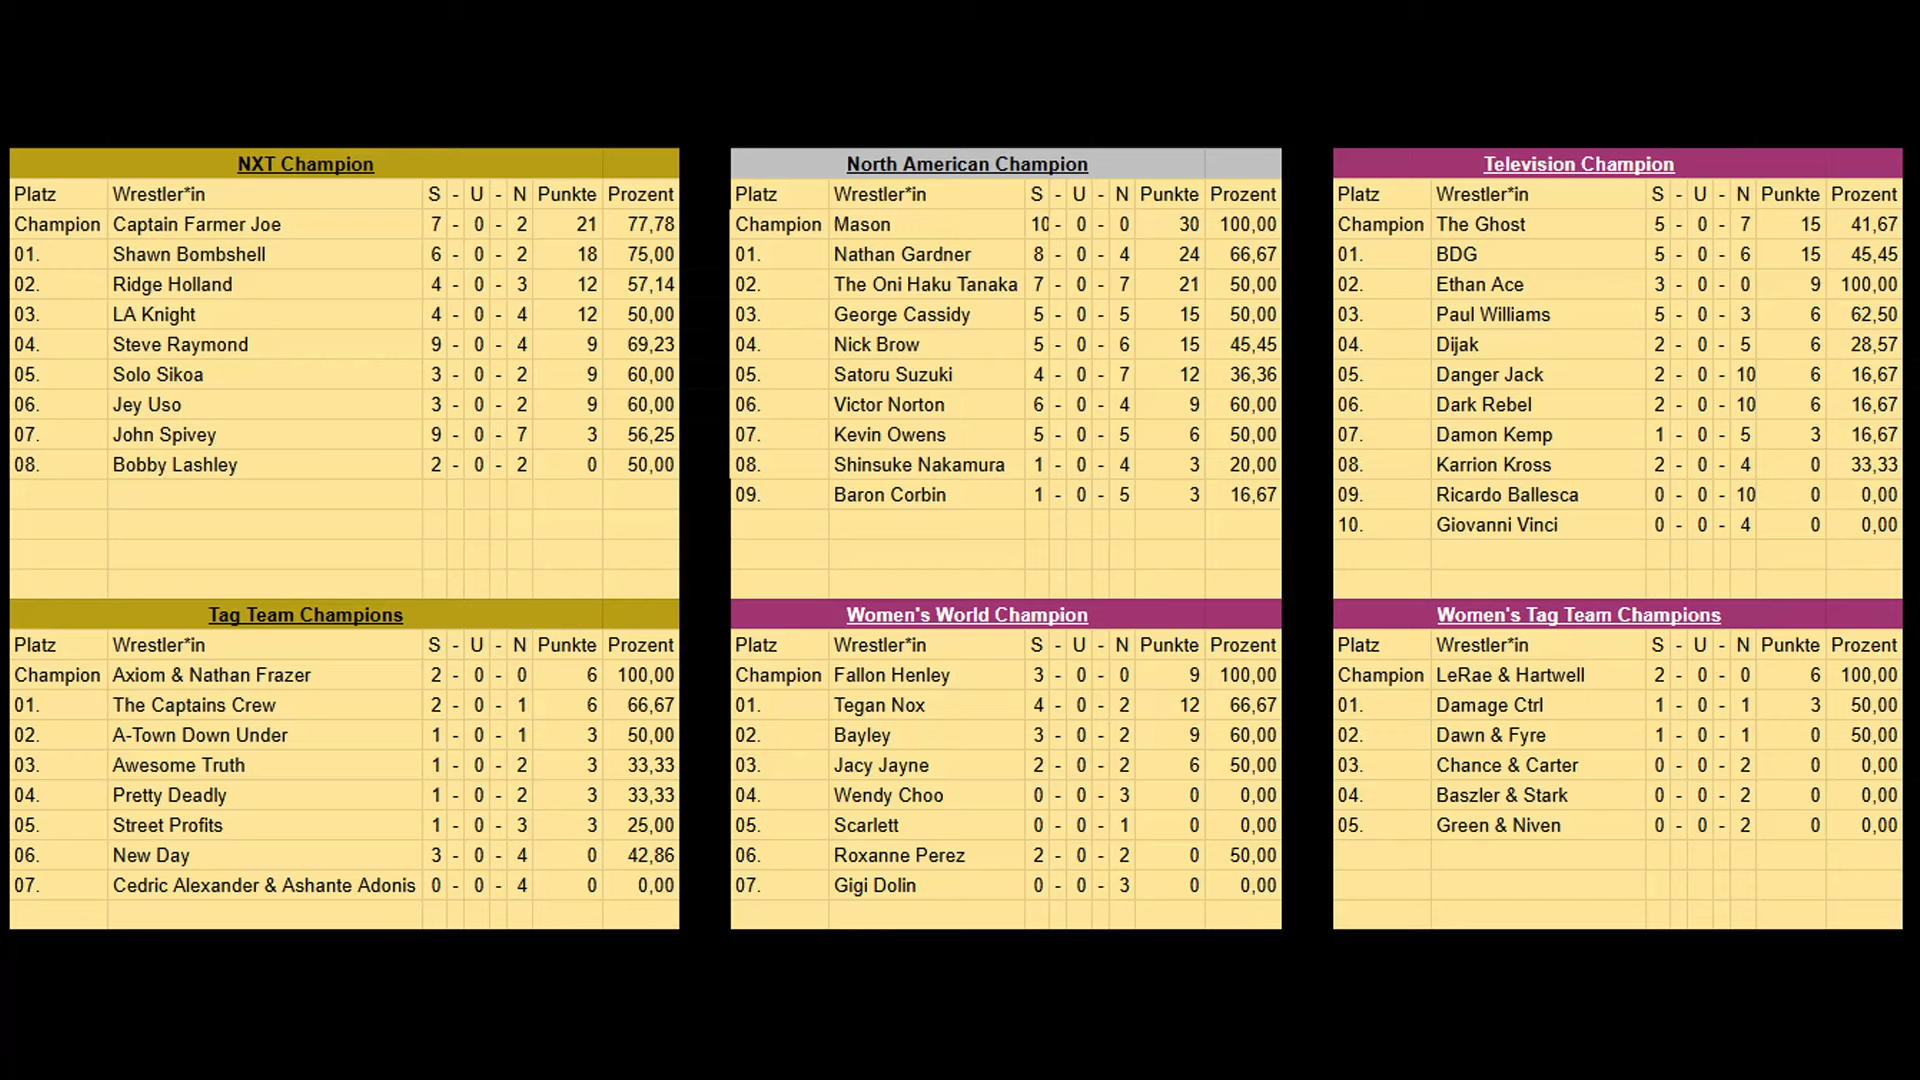 NXT Champion
Platz Wrestler*in S - U - N Punkte Prozent
Champion Captain Farmer Joe 7 - 0 - 2 21 77,78
01. Shawn Bombshell 6 - 0 - 2 18 75,00
02. Ridge Holland 4 - 0 - 3 12 57,14
03. LA Knight 4 - 0 - 4 12 50,00
04. Steve Raymond 9 - 0 - 4 9 69,23
05. Solo Sikoa 3 - 0 - 2 9 60,00
06. Jey Uso 3 - 0 - 2 9 60,00
07. John Spivey 9 - 0 - 7 3 56,25
08. Bobby Lashley 2 - 0 - 2 0 50,00
North American Champion
Platz Wrestler*in S - U - N Punkte Prozent
Champion Mason 10 - 0 - 0 30 100,00
01. Nathan Gardner 8 - 0 - 4 24 66,67
02. The Oni Haku Tanaka 7 - 0 - 7 21 50,00
03. George Cassidy 5 - 0 - 5 15 50,00
04. Nick Brow 5 - 0 - 6 15 45,45
05. Satoru Suzuki 4 - 0 - 7 12 36,36
06. Victor Norton 6 - 0 - 4 9 60,00
07. Kevin Owens 5 - 0 - 5 6 50,00
08. Shinsuke Nakamura 1 - 0 - 4 3 20,00
09. Baron Corbin 1 - 0 - 5 3 16,67
Television Champion
Platz Wrestler*in S - U - N Punkte Prozent
Champion The Ghost 5 - 0 - 7 15 41,67
01. BDG 5 - 0 - 6 15 45,45
02. Ethan Ace 3 - 0 - 0 9 100,00
03. Paul Williams 5 - 0 - 3 6 62,50
04. Dijak 2 - 0 - 5 6 28,57
05. Danger Jack 2 - 0 - 10 6 16,67
06. Dark Rebel 2 - 0 - 10 6 16,67
07. Damon Kemp 1 - 0 - 5 3 16,67
08. Karrion Kross 2 - 0 - 4 0 33,33
09. Ricardo Ballesca 0 - 0 - 10 0 0,00
10. Giovanni Vinci 0 - 0 - 4 0 0,00
Tag Team Champions
Platz Wrestler*in S - U - N Punkte Prozent
Champion Axiom & Nathan Frazer 2 - 0 - 0 6 100,00
01. The Captains Crew 2 - 0 - 1 6 66,67
02. A-Town Down Under 1 - 0 - 1 3 50,00
03. Awesome Truth 1 - 0 - 2 3 33,33
04. Pretty Deadly 1 - 0 - 2 3 33,33
05. Street Profits 1 - 0 - 3 3 25,00
06. New Day 3 - 0 - 4 0 42,86
07. Cedric Alexander & Ashante Adonis 0 - 0 - 4 0 0,00
Women's World Champion
Platz Wrestler*in S - U - N Punkte Prozent
Champion Fallon Henley 3 - 0 - 0 9 100,00
01. Tegan Nox 4 - 0 - 2 12 66,67
02. Bayley 3 - 0 - 2 9 60,00
03. Jacy Jayne 2 - 0 - 2 6 50,00
04. Wendy Choo 0 - 0 - 3 0 0,00
05. Scarlett 0 - 0 - 1 0 0,00
06. Roxanne Perez 2 - 0 - 2 0 50,00
07. Gigi Dolin 0 - 0 - 3 0 0,00
Women's Tag Team Champions
Platz Wrestler*in S - U - N Punkte Prozent
Champion LeRae & Hartwell 2 - 0 - 0 6 100,00
01. Damage Ctrl 1 - 0 - 1 3 50,00
02. Dawn & Fyre 1 - 0 - 1 0 50,00
03. Chance & Carter 0 - 0 - 2 0 0,00
04. Baszler & Stark 0 - 0 - 2 0 0,00
05. Green & Niven 0 - 0 - 2 0 0,00